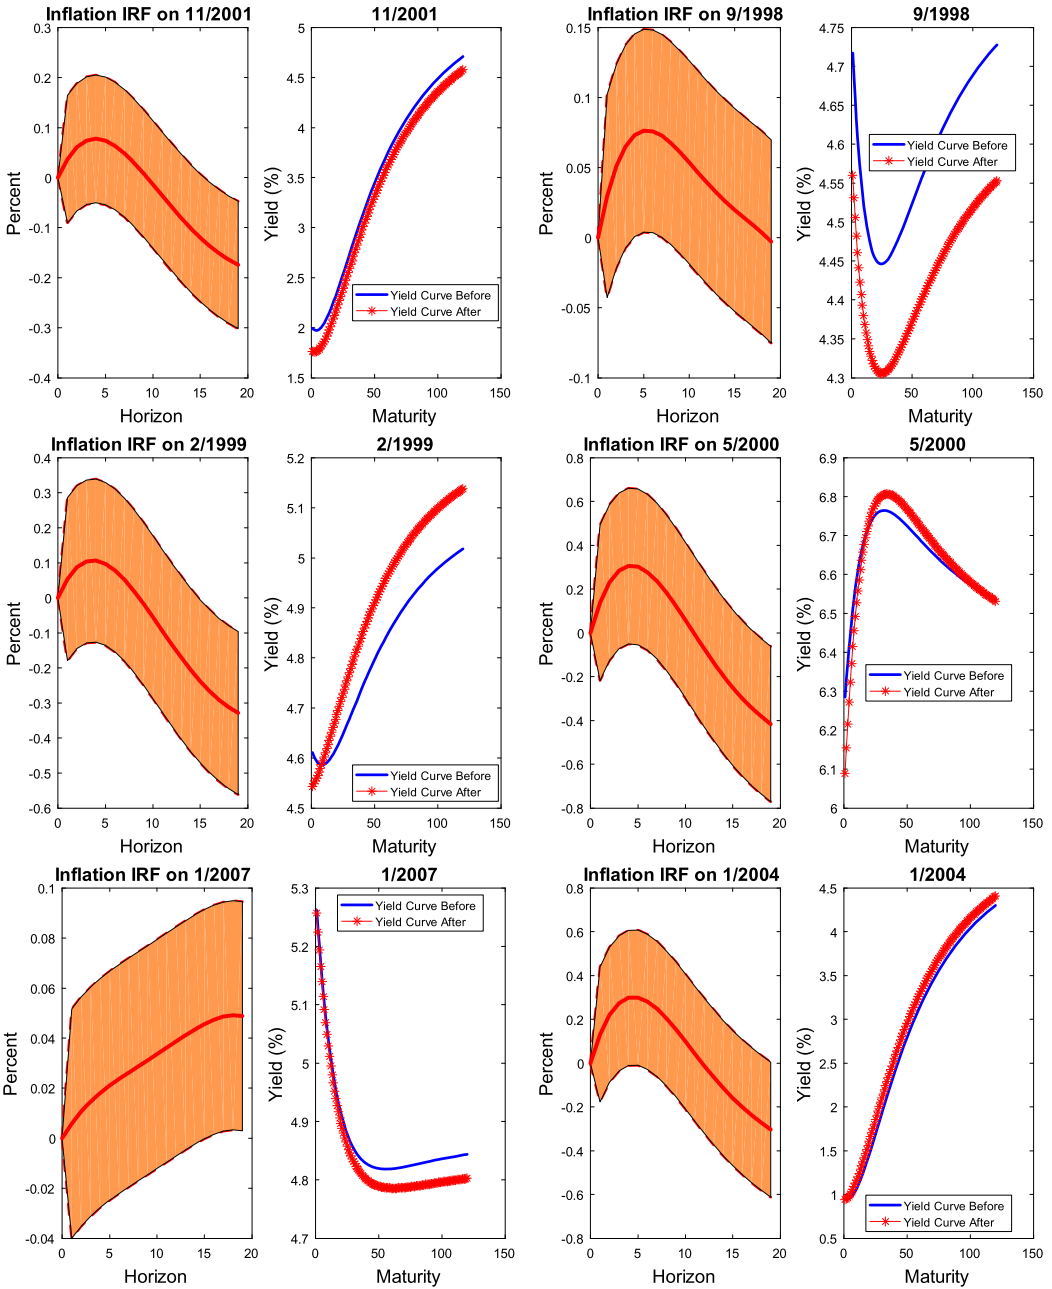 Inflation IRF on 11/2001
0.3
0.2
0.1
0
-0.1
-0.2
-0.3
-0.4
Percent
0 5 10 15 20
Horizon
11/2001
4.5
4
3.5
3
2.5
2
1.5
Yield (%)
Yield Curve Before
Yield Curve After
0 50 100 150
Maturity
Inflation IRF on 9/1998
0.15
0.1
0.05
0
-0.05
-0.1
Percent
0 5 10 15 20
Horizon
9/1998
4.75
4.7
4.65
4.6
4.55
4.5
4.45
4.4
4.35
4.3
Yield (%)
Yield Curve Before
Yield Curve After
0 50 100 150
Maturity
Inflation IRF on 2/1999
0.4
0.3
0.2
0.1
0
-0.1
-0.2
-0.3
-0.4
-0.5
-0.6
Percent
0 5 10 15 20
Horizon
2/1999
5.2
5.1
5
4.9
4.8
4.7
4.6
4.5
Yield (%)
Yield Curve Before
Yield Curve After
0 50 100 150
Maturity
Inflation IRF on 5/2000
0.8
0.6
0.4
0.2
0
-0.2
-0.4
-0.6
-0.8
Percent
0 5 10 15 20
Horizon
5/2000
6.9
6.8
6.7
6.6
6.5
6.4
6.3
6.2
6.1
6
Yield (%)
Yield Curve Before
Yield Curve After
0 50 100 150
Maturity
Inflation IRF on 1/2007
0.1
0.08
0.06
0.04
0.02
0
-0.02
-0.04
Percent
0 5 10 15 20
Horizon
1/2007
5.3
5.2
5.1
5
4.9
4.8
4.7
Yield (%)
Yield Curve Before
Yield Curve After
0 50 100 150
Maturity
Inflation IRF on 1/2004
0.8
0.6
0.4
0.2
0
-0.2
-0.4
-0.6
-0.8
Percent
0 5 10 15 20
Horizon
1/2004
4.5
4
3.5
3
2.5
2
1.5
1
0.5
Yield (%)
Yield Curve Before
Yield Curve After
0 50 100 150
Maturity